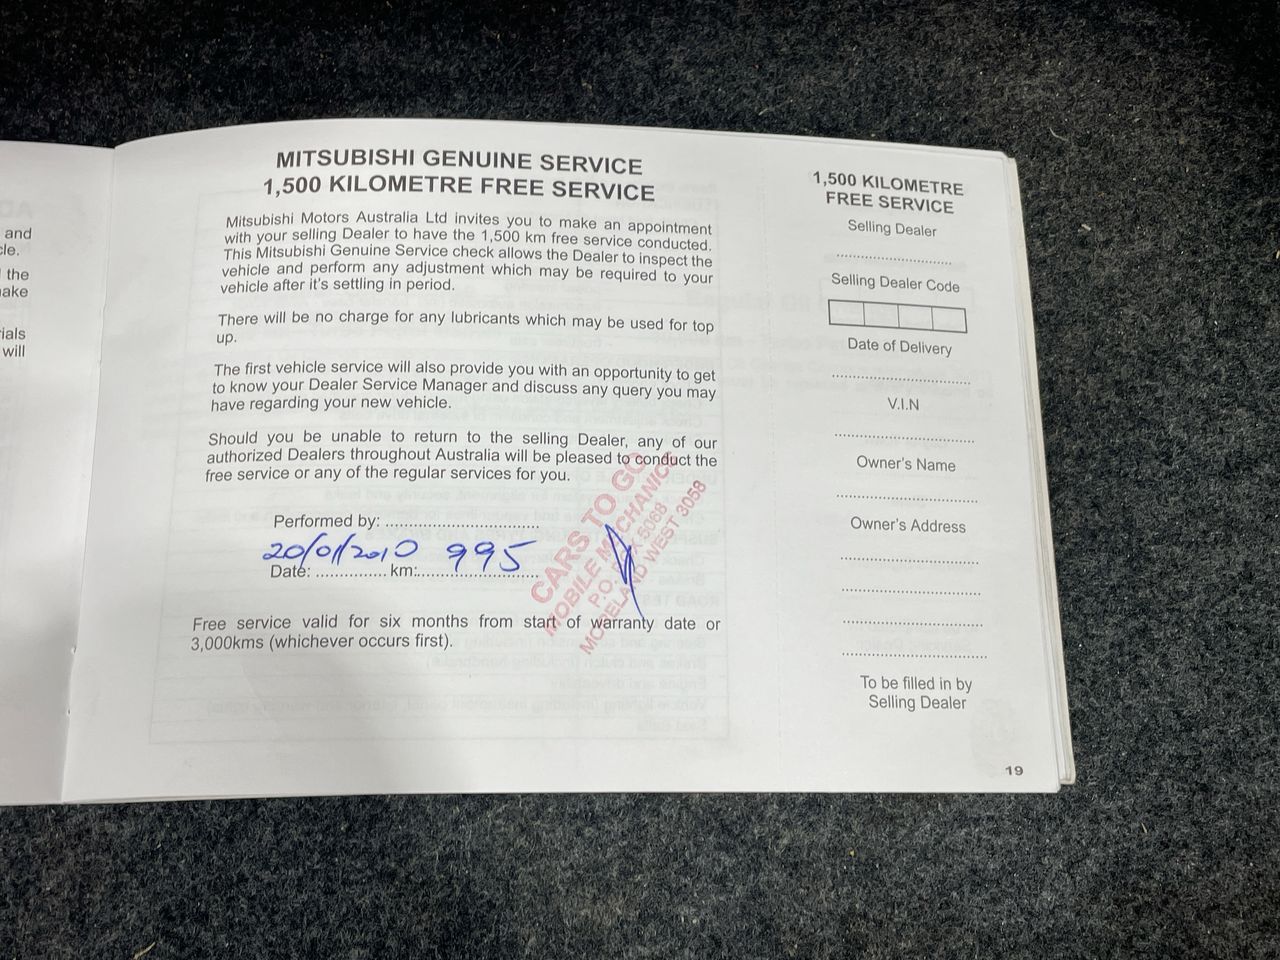 and
cle.
the
ake
ials
will
MITSUBISHI GENUINE SERVICE
1,500 KILOMETRE FREE SERVICE
Mitsubishi Motors Australia Ltd invites you to make an appointment
with your selling Dealer to have the 1,500 km free service conducted.
This Mitsubishi Genuine Service check allows the Dealer to inspect the
vehicle and perform any adjustment which may be required to your
vehicle after it's settling in period.
There will be no charge for any lubricants which may be used for top
up.
The first vehicle service will also provide you with an opportunity to get
to know your Dealer Service Manager and discuss any query you may
have regarding your new vehicle.
Should you be unable to return to the selling Dealer, any of our
authorized Dealers throughout Australia will be pleased to conduct the
free service or any of the regular services for you.
Performed by: ..................................
20/01/2010 995
Date: ............... km:..........................
CARS TO GO
MOBILE MECHANICS
P.O. BOX 5068
MORELAND WEST 3058
Free service valid for six months from start of warranty date or
3,000kms (whichever occurs first).
1,500 KILOMETRE
FREE SERVICE
Selling Dealer
Selling Dealer Code
Date of Delivery
V.I.N
Owner's Name
Owner's Address
To be filled in by
Selling Dealer
19